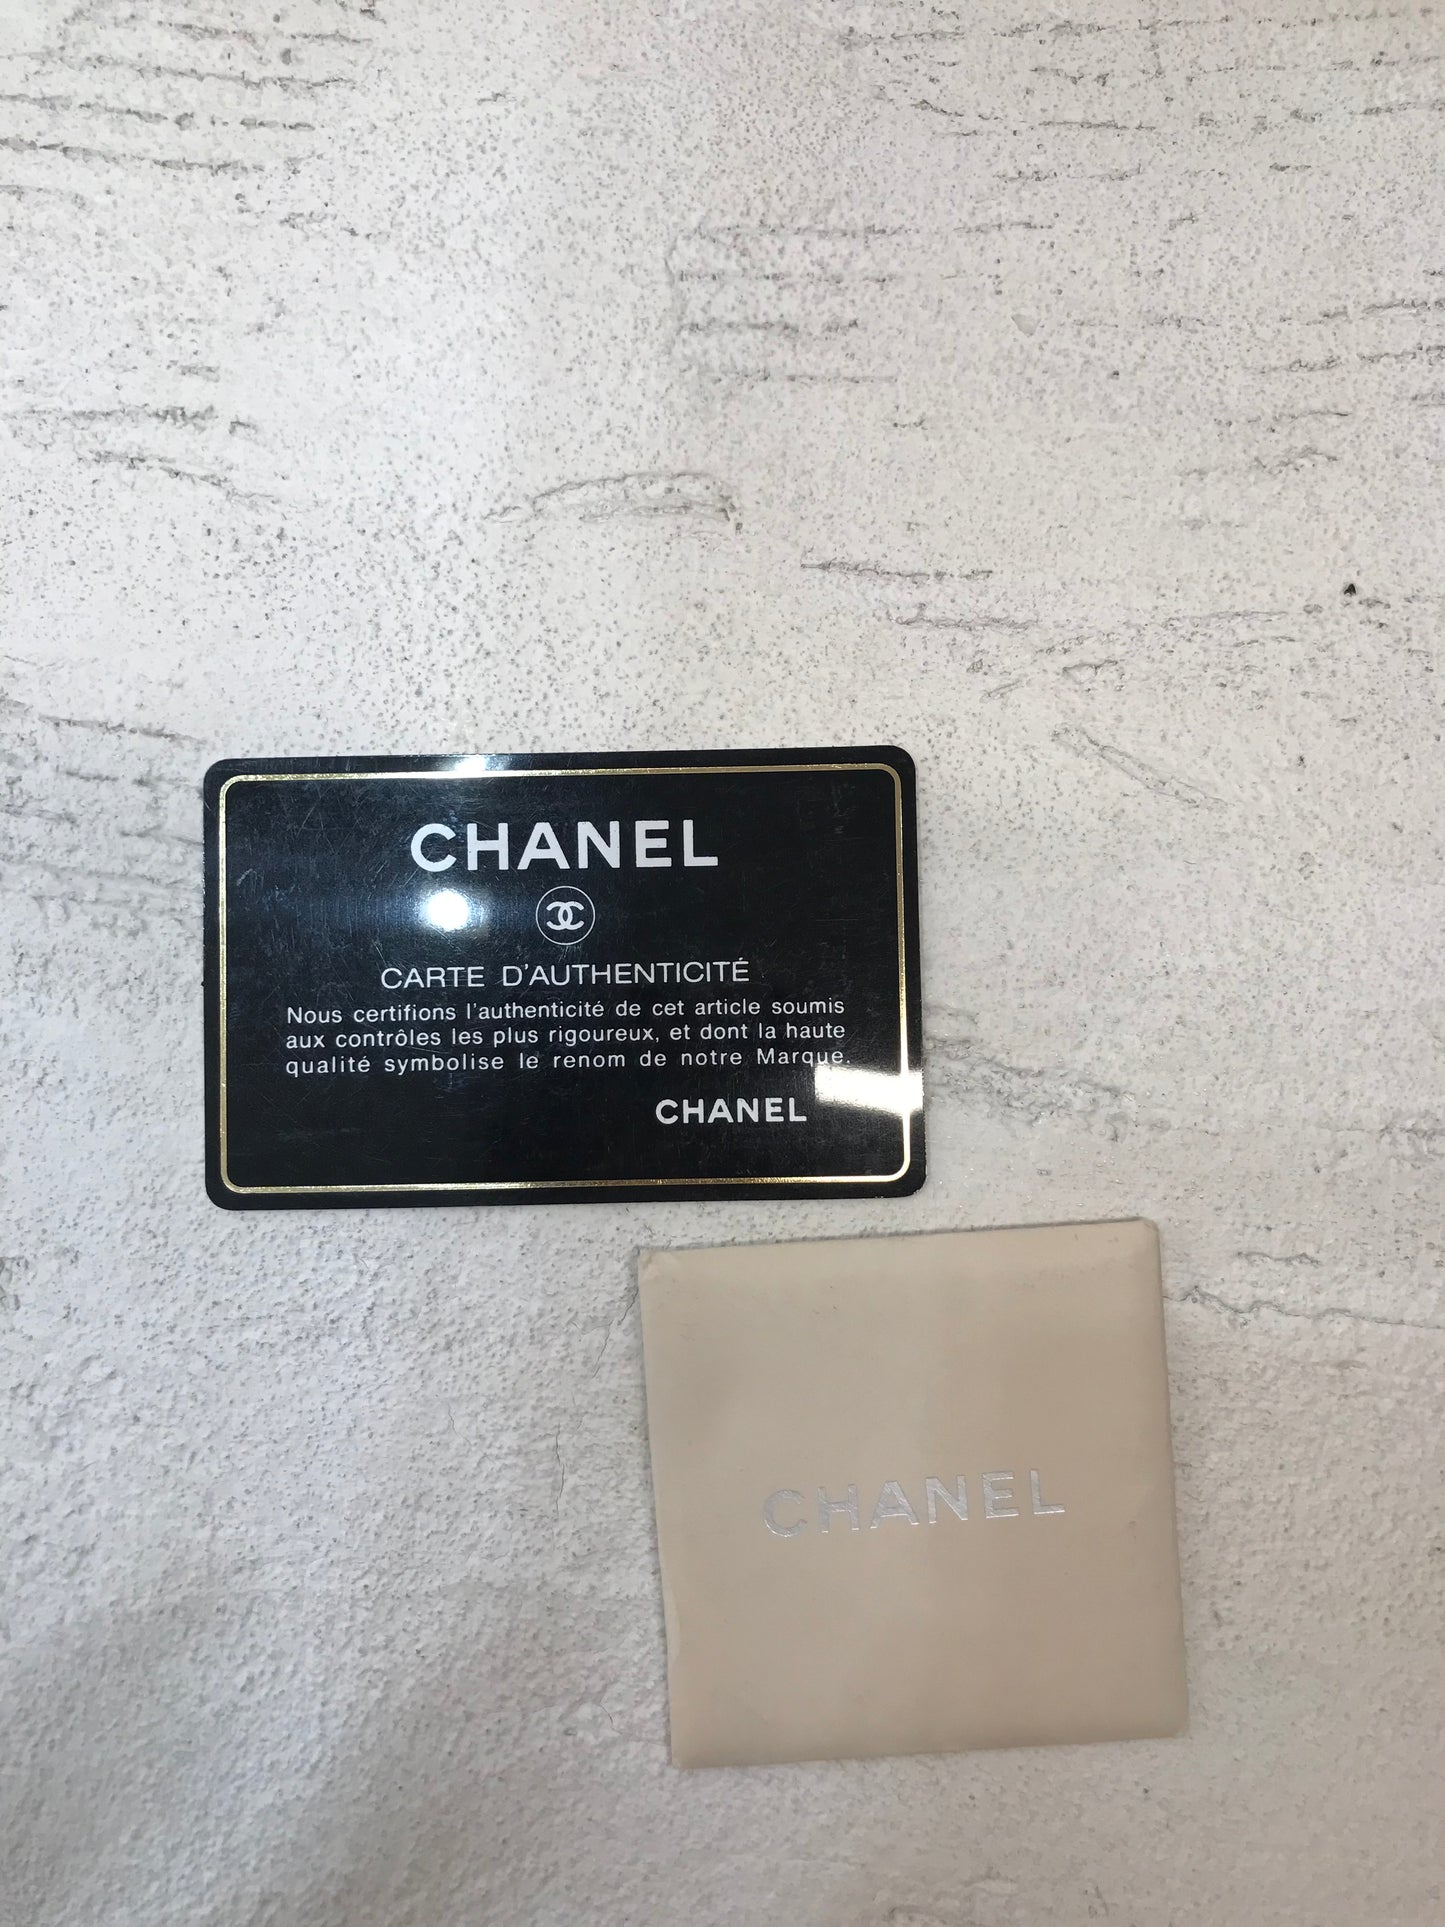 CHANEL
CARTE D'AUTHENTICITÉ
Nous certifions l'authenticité de cet article soumis
aux contrôles les plus rigoureux, et dont la haute
qualité symbolise le renom de notre Marque.
CHANEL
CHANEL